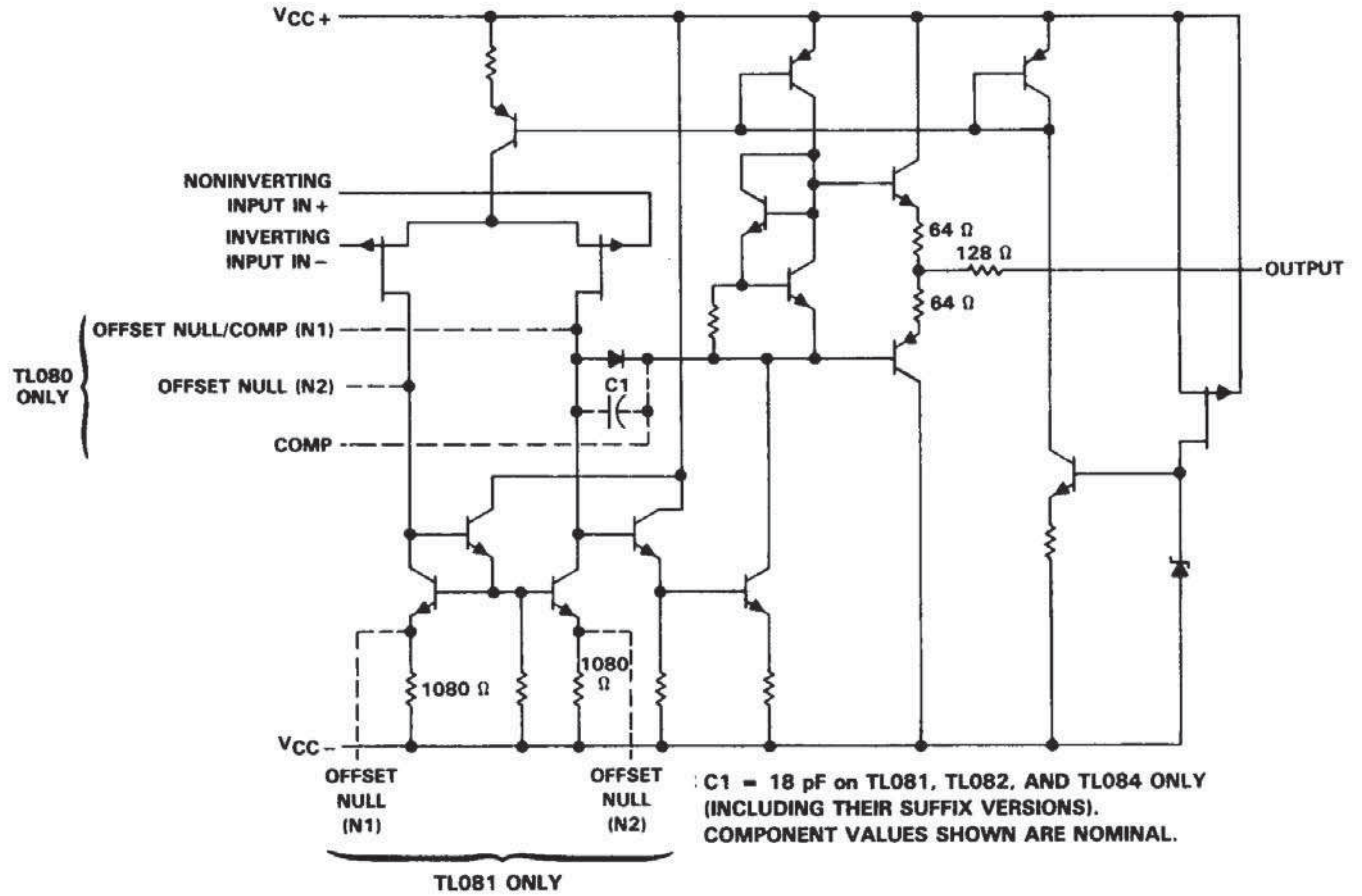 VCC+
NONINVERTING
INPUT IN+
INVERTING
INPUT IN-
64 Ω
128 Ω
OUTPUT
64 Ω
OFFSET NULL/COMP (N1)
TL080
ONLY
OFFSET NULL (N2)
C1
COMP
1080 Ω
1080
Ω
VCC-
OFFSET
NULL
(N1)
OFFSET
NULL
(N2)
C1 = 18 pF on TL081, TL082, AND TL084 ONLY
(INCLUDING THEIR SUFFIX VERSIONS).
COMPONENT VALUES SHOWN ARE NOMINAL.
TL081 ONLY